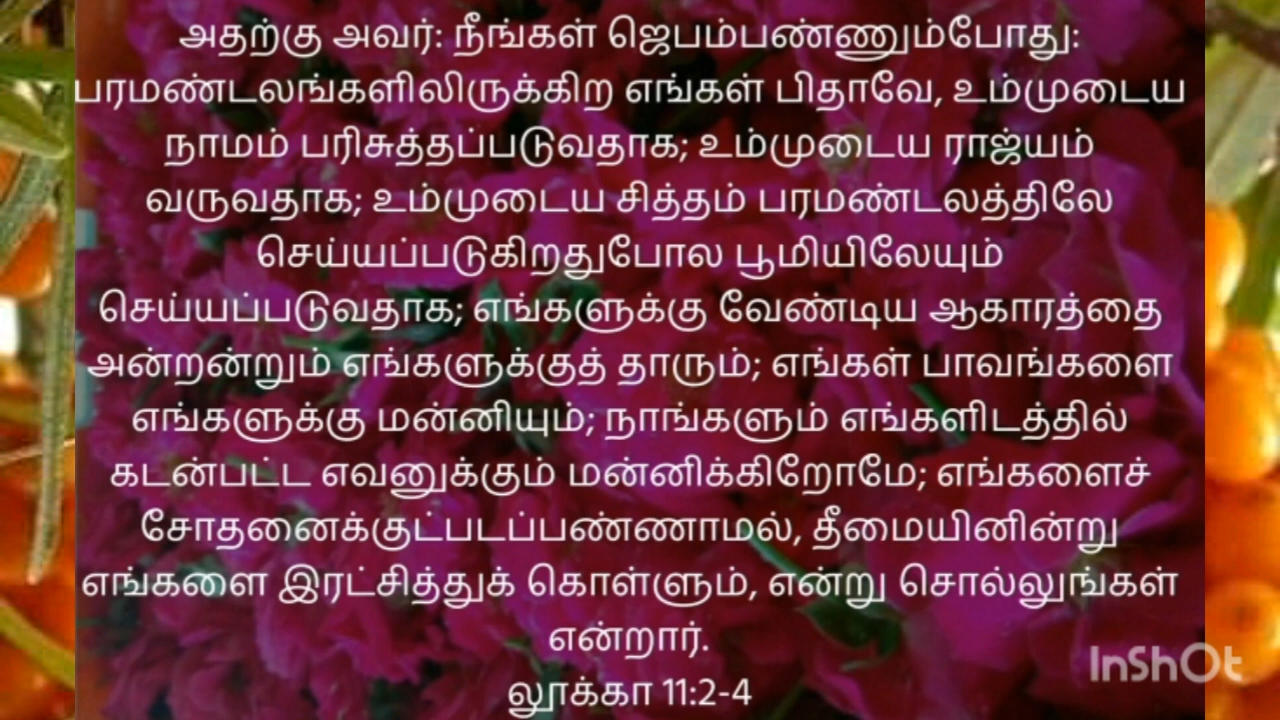 அதற்கு அவர்: நீங்கள் ஜெபம்பண்ணும்போது:
பரமண்டலங்களிலிருக்கிற எங்கள் பிதாவே, உம்முடைய
நாமம் பரிசுத்தப்படுவதாக; உம்முடைய ராஜ்யம்
வருவதாக; உம்முடைய சித்தம் பரமண்டலத்திலே
செய்யப்படுகிறதுபோல பூமியிலேயும்
செய்யப்படுவதாக; எங்களுக்கு வேண்டிய ஆகாரத்தை
அன்றன்றும் எங்களுக்குத் தாரும்; எங்கள் பாவங்களை
எங்களுக்கு மன்னியும்; நாங்களும் எங்களிடத்தில்
கடன்பட்ட எவனுக்கும் மன்னிக்கிறோமே; எங்களைச்
சோதனைக்குட்படப்பண்ணாமல், தீமையினின்று
எங்களை இரட்சித்துக் கொள்ளும், என்று சொல்லுங்கள்
என்றார்.
லூக்கா 11:2-4
InShOt